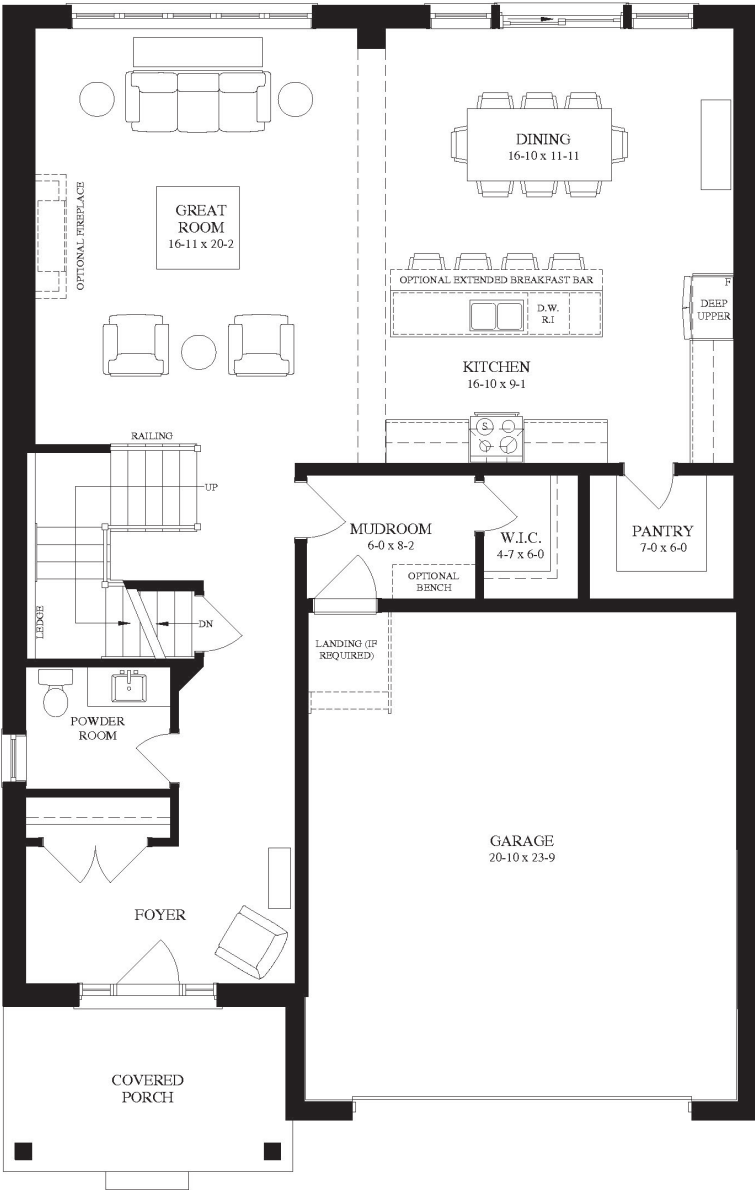 DINING
16-10 x 11-11
GREAT
ROOM
16-11 x 20-2
OPTIONAL FIREPLACE
OPTIONAL EXTENDED BREAKFAST BAR
F
DEEP
UPPER
D.W.
R.I
KITCHEN
16-10 x 9-1
S
RAILING
UP
MUDROOM
6-0 x 8-2
W.I.C.
4-7 x 6-0
PANTRY
7-0 x 6-0
OPTIONAL
BENCH
LEDGE
DN
LANDING (IF
REQUIRED)
POWDER
ROOM
GARAGE
20-10 x 23-9
FOYER
COVERED
PORCH